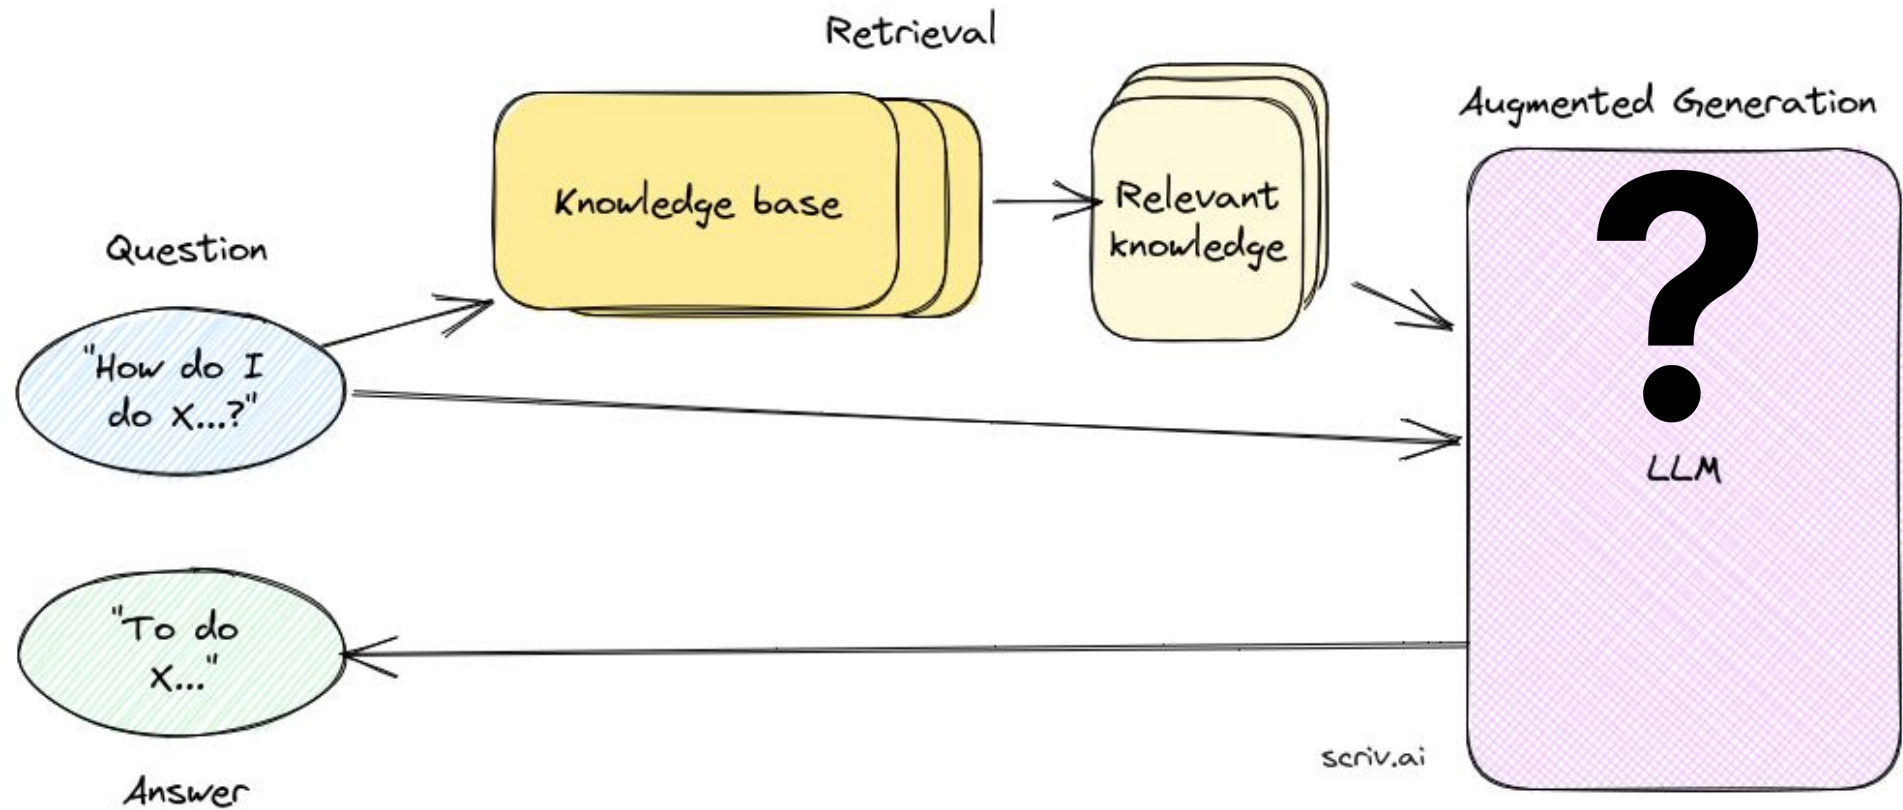 Retrieval
Augmented Generation
Knowledge base
Relevant
knowledge
Question
"How do I
do X...?"
?
LLM
"To do
X..."
scriv.ai
Answer